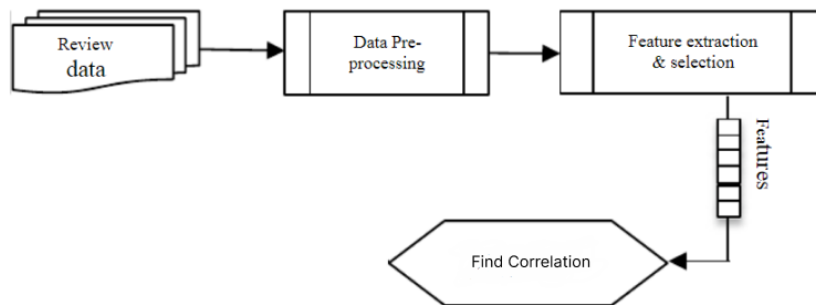 Review
data
Data Pre-
processing
Feature extraction
& selection
Features
Find Correlation